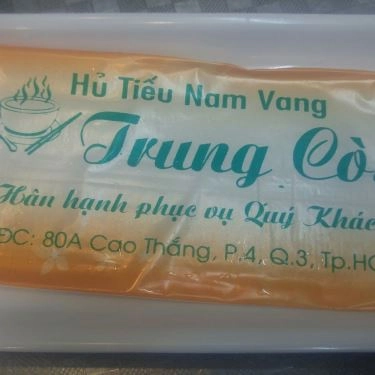 Hủ Tiếu Nam Vang
Trung Cò
Hân hạnh phục vụ Quý Khác
ĐC: 80A Cao Thắng, P.4, Q.3, Tp.HC